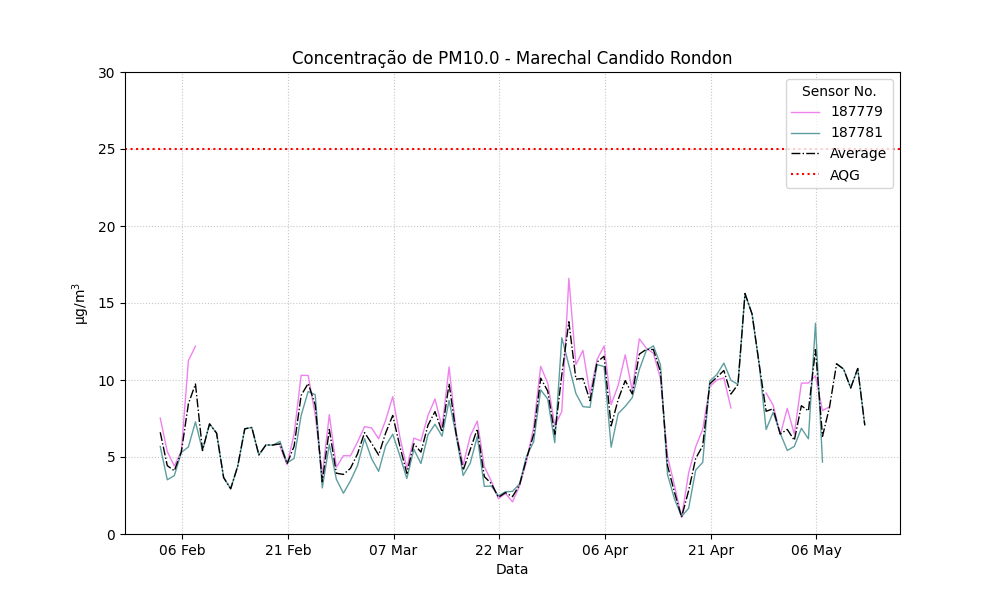 Concentração de PM10.0 - Marechal Candido Rondon
30
25
20
15
10
5
0
µg/m³
Sensor No.
187779
187781
Average
AQG
06 Feb
21 Feb
07 Mar
22 Mar
06 Apr
21 Apr
06 May
Data